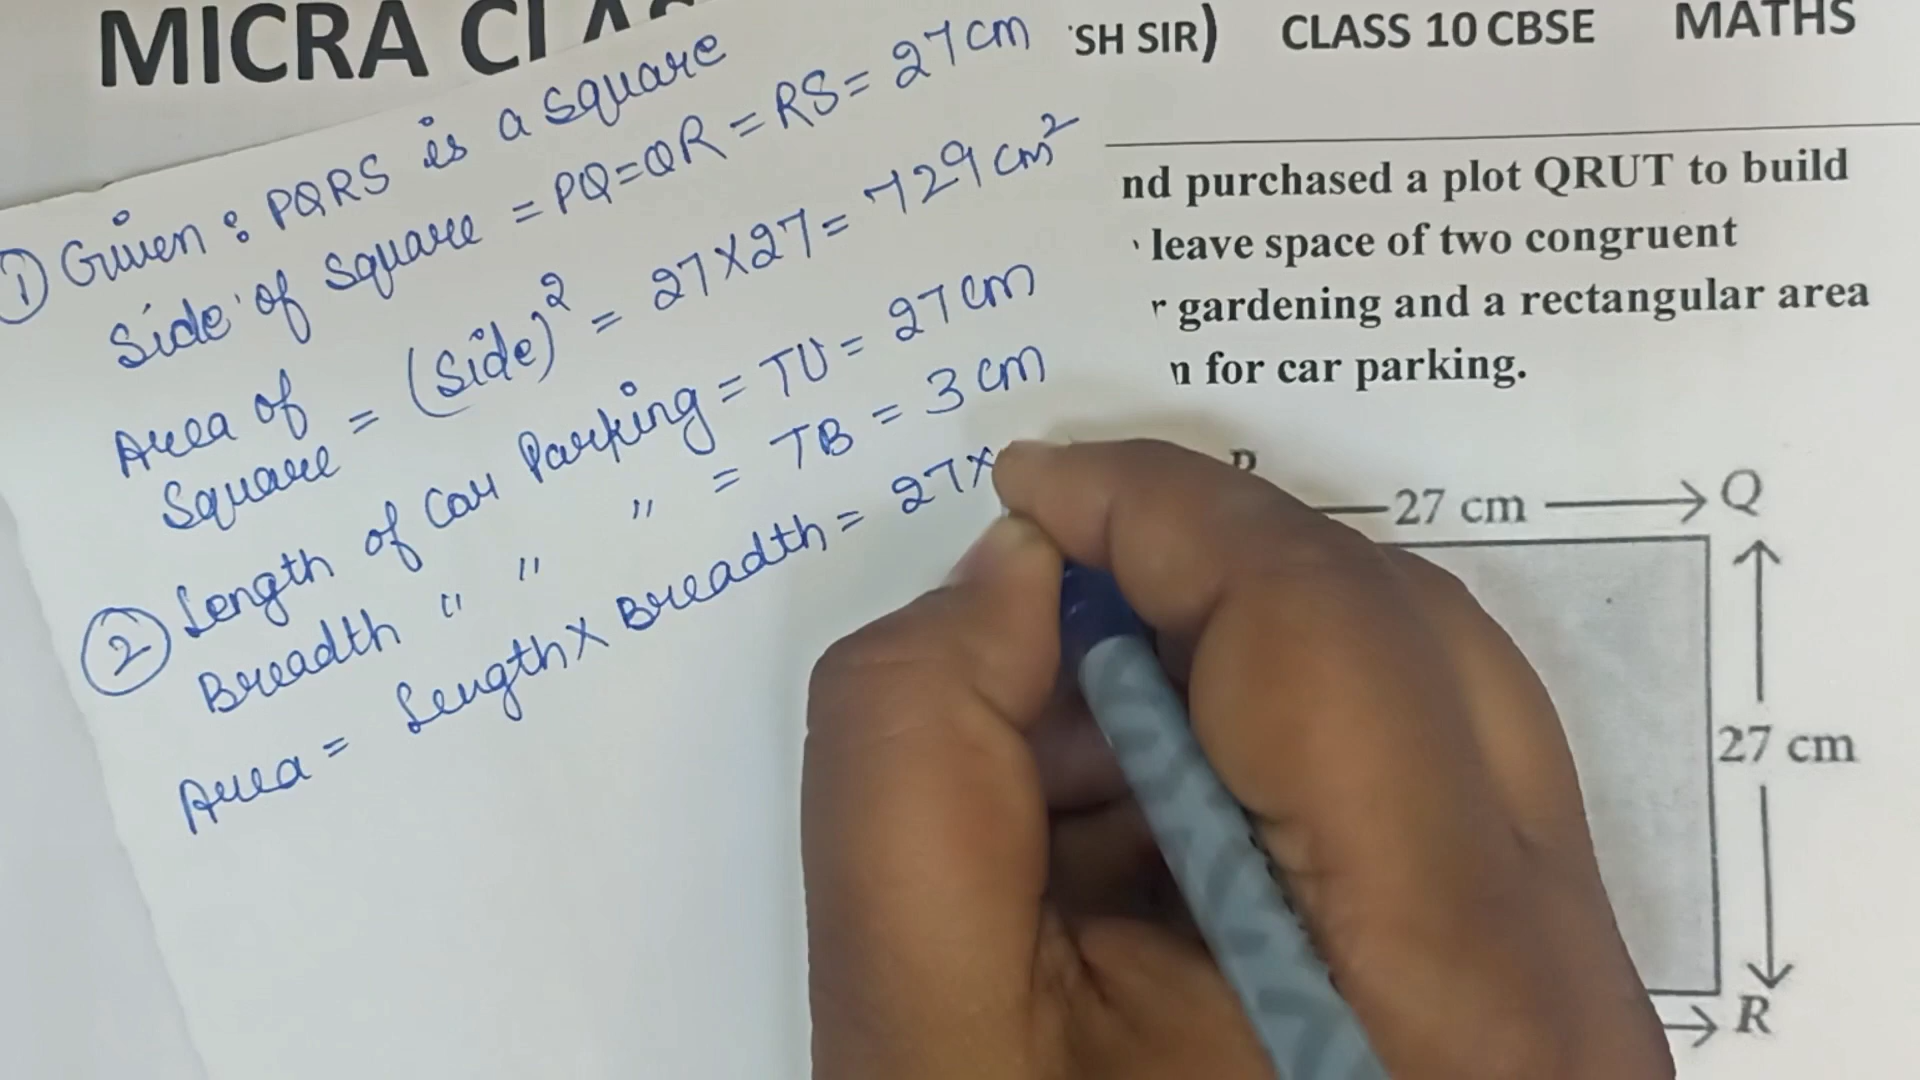 MICRA
SH SIR) CLASS 10 CBSE MATHS
① Given : PQRS is a square
Side of square = PQ=QR=RS= 27 cm
Area of
Square = (side)² = 27×27= 729 cm²
② Length of Car Parking = TU = 27 cm
Breadth " " " = TB = 3 cm
Area = Length × Breadth = 27×
nd purchased a plot QRUT to build
leave space of two congruent
r gardening and a rectangular area
n for car parking.
27 cm Q
27 cm
R